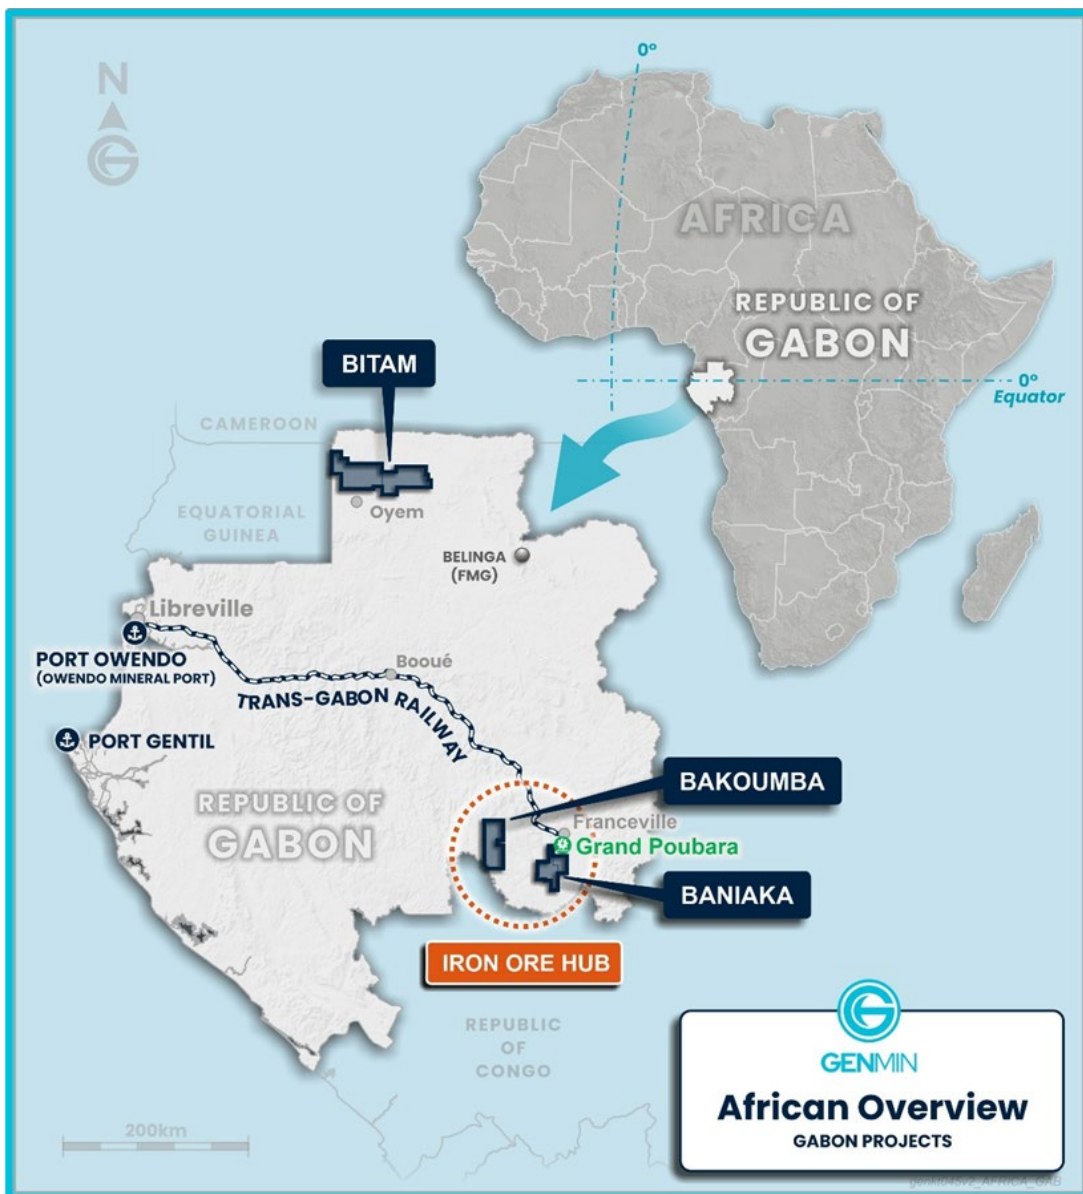 N
0°
AFRICA
REPUBLIC OF
GABON
0°
Equator
BITAM
CAMEROON
EQUATORIAL
GUINEA
Oyem
BELINGA
(FMG)
Libreville
PORT OWENDO
(OWENDO MINERAL PORT)
Booué
TRANS-GABON RAILWAY
PORT GENTIL
BAKOUMBA
REPUBLIC OF
GABON
Franceville
Grand Poubara
BANIAKA
IRON ORE HUB
REPUBLIC
OF
CONGO
200km
GENMIN
African Overview
GABON PROJECTS